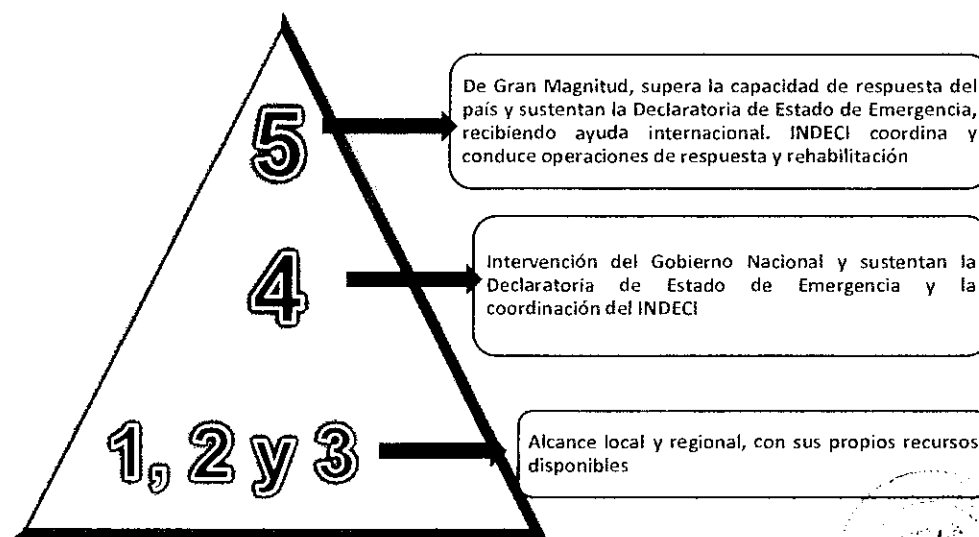 5
De Gran Magnitud, supera la capacidad de respuesta del
país y sustentan la Declaratoria de Estado de Emergencia,
recibiendo ayuda internacional. INDECI coordina y
conduce operaciones de respuesta y rehabilitación
4
Intervención del Gobierno Nacional y sustentan la
Declaratoria de Estado de Emergencia y la
coordinación del INDECI
1, 2 y 3
Alcance local y regional, con sus propios recursos
disponibles